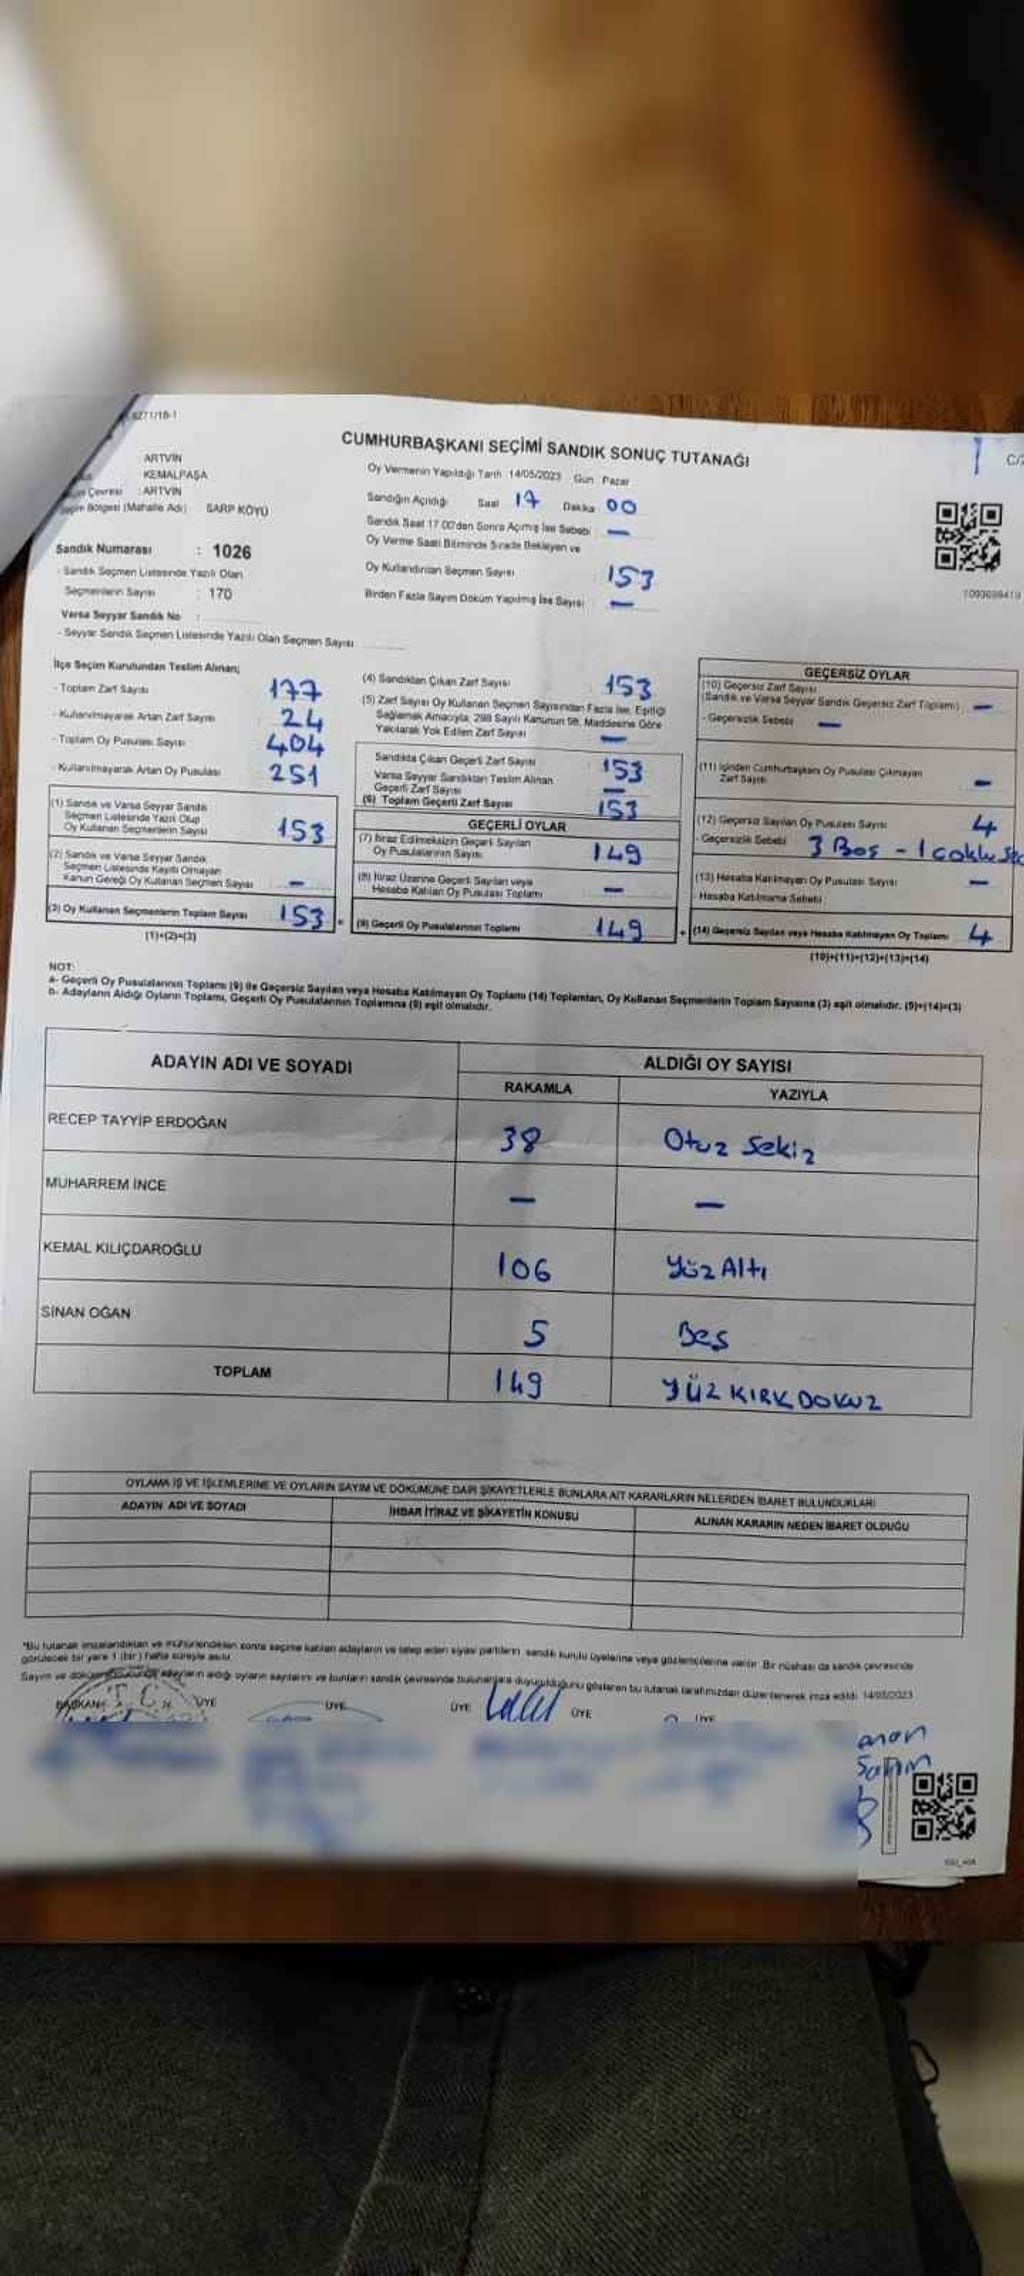 6271/18-1
CUMHURBAŞKANI SEÇİMİ SANDIK SONUÇ TUTANAĞI
ARTVİN
KEMALPAŞA
Çevresi : ARTVİN
Bölgesi (Mahalle Adı) SARP KÖYÜ
Oy Vermenin Yapıldığı Tarih 14/05/2023 Gün Pazar
Sandığın Açıldığı Saat 17 Dakika 00
Sandık Saat 17.00'den Sonra Açılmış İse Sebebi —
Oy Verme Saati Bitiminde Sırada Bekleyen ve
Oy Kullandırılan Seçmen Sayısı 153
Birden Fazla Sayım Döküm Yapılmış İse Sayısı —
Sandık Numarası : 1026
- Sandık Seçmen Listesinde Yazılı Olan
Seçmenlerin Sayısı : 170
Varsa Seyyar Sandık No :
- Seyyar Sandık Seçmen Listesinde Yazılı Olan Seçmen Sayısı
İlçe Seçim Kurulundan Teslim Alınan;
- Toplam Zarf Sayısı 177
- Kullanılmayarak Artan Zarf Sayısı 24
- Toplam Oy Pusulası Sayısı 404
- Kullanılmayarak Artan Oy Pusulası 251
(1) Sandık ve Varsa Seyyar Sandık
Seçmen Listesinde Yazılı Olup
Oy Kullanan Seçmenlerin Sayısı 153
(2) Sandık ve Varsa Seyyar Sandık
Seçmen Listesinde Kayıtlı Olmayan
Kanun Gereği Oy Kullanan Seçmen Sayısı —
(3) Oy Kullanan Seçmenlerin Toplam Sayısı 153 =
(1)+(2)=(3)
(4) Sandıktan Çıkan Zarf Sayısı 153
(5) Zarf Sayısı Oy Kullanan Seçmen Sayısından Fazla İse, Eşitliği
Sağlamak Amacıyla, 298 Sayılı Kanunun 98. Maddesine Göre
Yakılarak Yok Edilen Zarf Sayısı —
Sandıkta Çıkan Geçerli Zarf Sayısı 153
Varsa Seyyar Sandıktan Teslim Alınan
Geçerli Zarf Sayısı —
(6) Toplam Geçerli Zarf Sayısı 153
GEÇERLİ OYLAR
(7) İtiraz Edilmeksizin Geçerli Sayılan
Oy Pusulalarının Sayısı 149
(8) İtiraz Üzerine Geçerli Sayılan veya
Hesaba Katılan Oy Pusulası Toplamı —
(9) Geçerli Oy Pusulalarının Toplamı 149 +
GEÇERSİZ OYLAR
(10) Geçersiz Zarf Sayısı
(Sandık ve Varsa Seyyar Sandık Geçersiz Zarf Toplamı) —
- Geçersizlik Sebebi —
(11) İçinden Cumhurbaşkanı Oy Pusulası Çıkmayan
Zarf Sayısı —
(12) Geçersiz Sayılan Oy Pusulası Sayısı 4
- Geçersizlik Sebebi 3 Boş - 1 çoklu
(13) Hesaba Katılmayan Oy Pusulası Sayısı —
- Hesaba Katılmama Sebebi
(14) Geçersiz Sayılan veya Hesaba Katılmayan Oy Toplamı 4
(10)+(11)+(12)+(13)=(14)
NOT:
a- Geçerli Oy Pusulalarının Toplamı (9) ile Geçersiz Sayılan veya Hesaba Katılmayan Oy Toplamı (14) Toplamları, Oy Kullanan Seçmenlerin Toplam Sayısına (3) eşit olmalıdır. (9)+(14)=(3)
b- Adayların Aldığı Oyların Toplamı, Geçerli Oy Pusulalarının Toplamına (9) eşit olmalıdır.
ADAYIN ADI VE SOYADI ALDIĞI OY SAYISI
RAKAMLA YAZIYLA
RECEP TAYYİP ERDOĞAN 38 Otuz Sekiz
MUHARREM İNCE — —
KEMAL KILIÇDAROĞLU 106 Yüz Altı
SİNAN OĞAN 5 Beş
TOPLAM 149 YÜZ KIRK DOKUZ
OYLAMA İŞ VE İŞLEMLERİNE VE OYLARIN SAYIM VE DÖKÜMÜNE DAİR ŞİKAYETLERLE BUNLARA AİT KARARLARIN NELERDEN İBARET BULUNDUKLARI
ADAYIN ADI VE SOYADI İHBAR İTİRAZ VE ŞİKAYETİN KONUSU ALINAN KARARIN NEDEN İBARET OLDUĞU
*Bu tutanak imzalandıktan ve mühürlendikten sonra seçime katılan adayların ve talep eden siyasi partilerin sandık kurulu üyelerine veya gözlemcilerine verilir. Bir nüshası da sandık çevresinde
görülecek bir yere 1 (bir) hafta süreyle asılır.
Sayım ve döküm adayların aldığı oyların sayılarını ve bunların sandık çevresinde bulunanlara duyurulduğunu gösteren bu tutanak tarafımızdan düzenlenerek imza edildi. 14/05/2023
BAŞKAN T.C. ÜYE ÜYE ÜYE ÜYE ÜYE